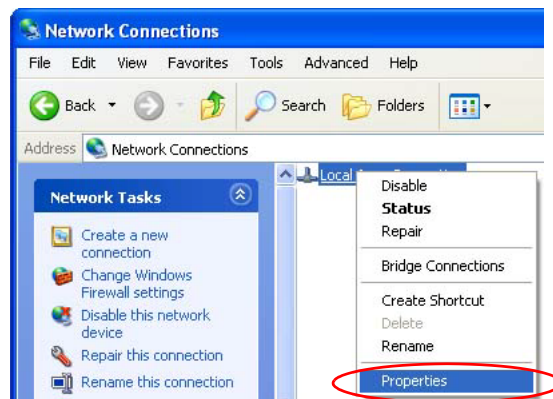 Network Connections
File Edit View Favorites Tools Advanced Help
Back Search Folders
Address Network Connections
Network Tasks
Create a new
connection
Change Windows
Firewall settings
Disable this network
device
Repair this connection
Rename this connection
Local
Disable
Status
Repair
Bridge Connections
Create Shortcut
Delete
Rename
Properties